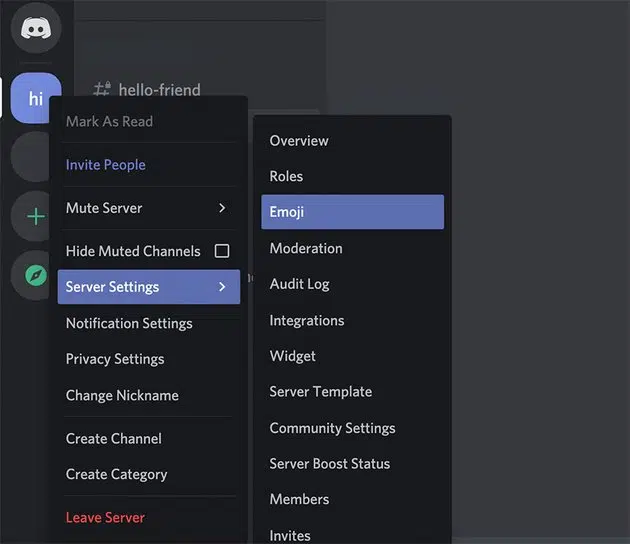 hello-friend
hi
Mark As Read
Invite People
Mute Server
Hide Muted Channels
Server Settings
Notification Settings
Privacy Settings
Change Nickname
Create Channel
Create Category
Leave Server
Overview
Roles
Emoji
Moderation
Audit Log
Integrations
Widget
Server Template
Community Settings
Server Boost Status
Members
Invites